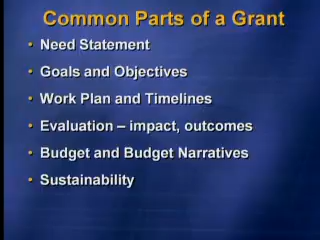 Common Parts of a Grant
• Need Statement
• Goals and Objectives
• Work Plan and Timelines
• Evaluation – impact, outcomes
• Budget and Budget Narratives
• Sustainability